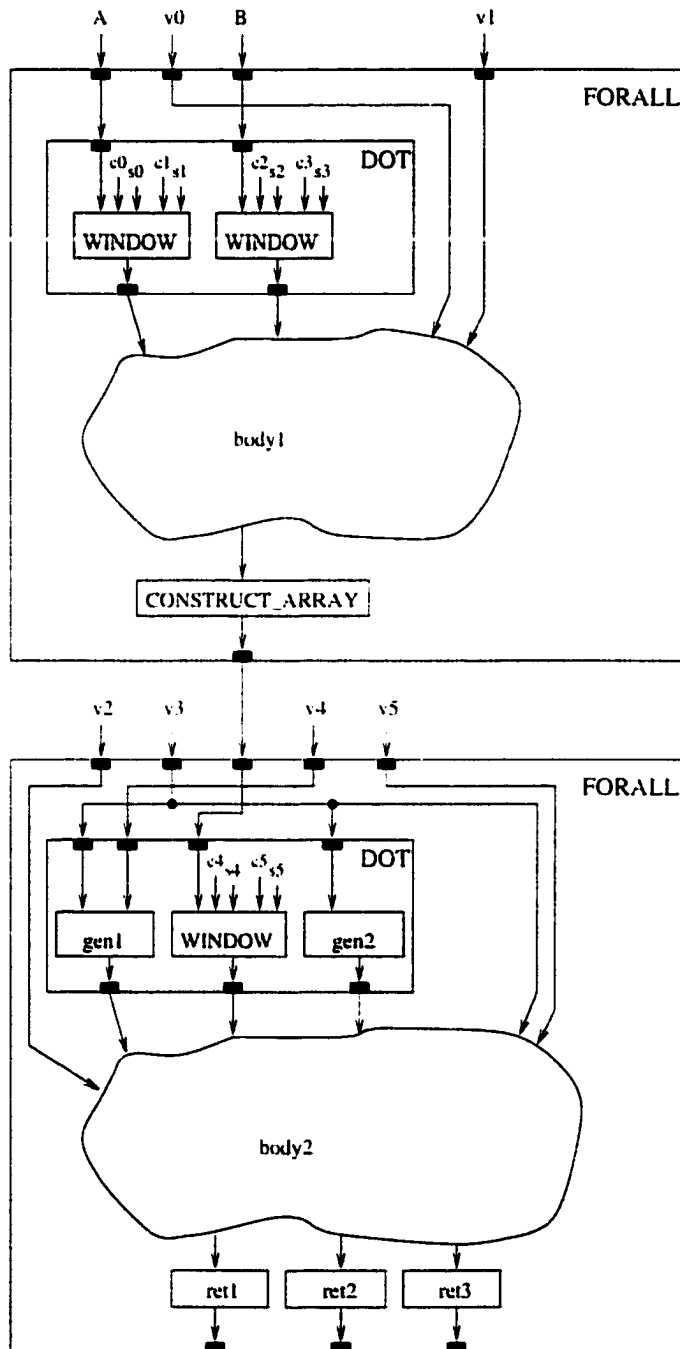 A v0 B v1
FORALL
DOT
c0 s0 c1 s1 c2 s2 c3 s3
WINDOW WINDOW
body1
CONSTRUCT_ARRAY
v2 v3 v4 v5
FORALL
DOT
c4 s4 c5 s5
gen1 WINDOW gen2
body2
ret1 ret2 ret3